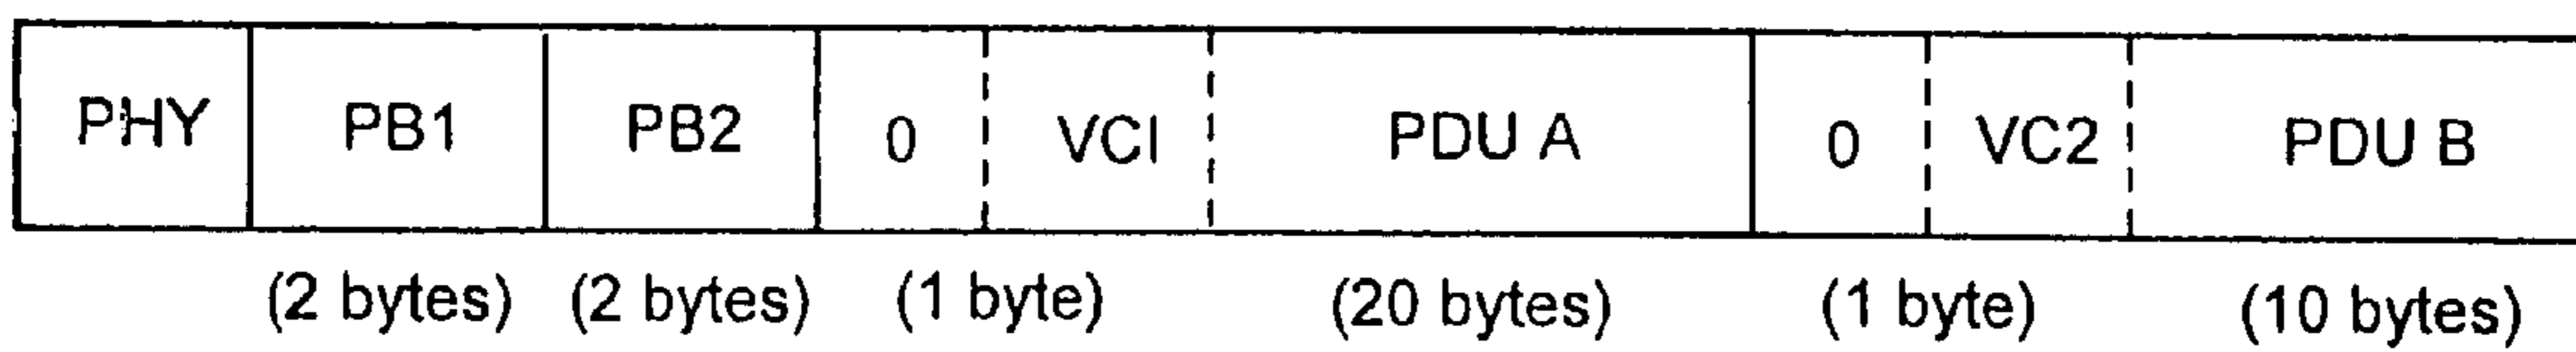 PHY PB1 PB2 0 VCI PDU A 0 VC2 PDU B
(2 bytes) (2 bytes) (1 byte) (20 bytes) (1 byte) (10 bytes)